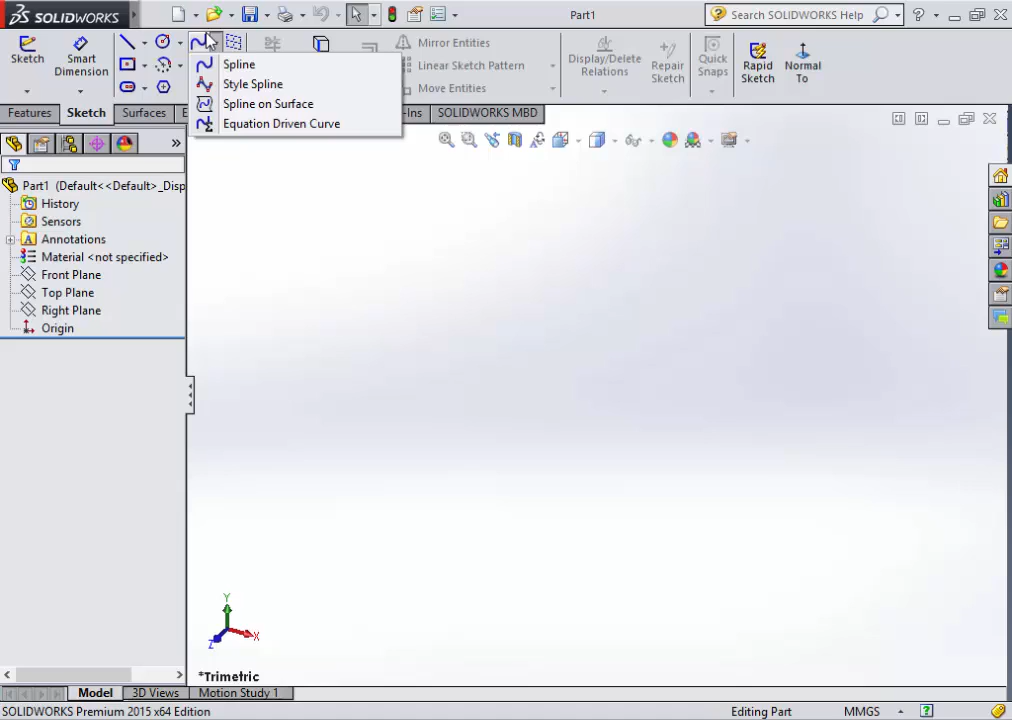 SOLIDWORKS
Part1
Search SOLIDWORKS Help
?
Sketch
Smart Dimension
Mirror Entities
Linear Sketch Pattern
Move Entities
Display/Delete Relations
Repair Sketch
Quick Snaps
Rapid Sketch
Normal To
Spline
Style Spline
Spline on Surface
Equation Driven Curve
Features
Sketch
Surfaces
E
-Ins
SOLIDWORKS MBD
»
Part1 (Default<<Default>_Disp
History
Sensors
A Annotations
Material <not specified>
Front Plane
Top Plane
Right Plane
Origin
Y
X
Z
*Trimetric
Model
3D Views
Motion Study 1
SOLIDWORKS Premium 2015 x64 Edition
Editing Part
MMGS
?